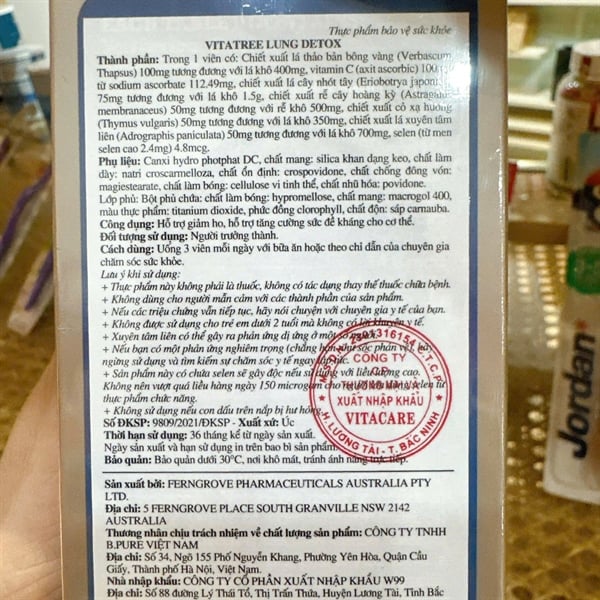 Thực phẩm bảo vệ sức khỏe
VITATREE LUNG DETOX
Thành phần: Trong 1 viên có: Chiết xuất lá thảo bản bông vàng (Verbascum
Thapsus) 100mg tương đương với lá khô 400mg, vitamin C (axit ascorbic) 100
từ sodium ascorbate 112.49mg, chiết xuất lá cây nhót tây (Eriobotrya japoni
75mg tương đương với lá khô 1.5g, chiết xuất rễ cây hoàng kỳ (Astragalus
membranaceus) 50mg tương đương với rễ khô 500mg, chiết xuất cỏ xạ hương
(Thymus vulgaris) 50mg tương đương với lá khô 350mg, chiết xuất lá xuyên tâm
liên (Adrographis paniculata) 50mg tương đương với lá khô 700mg, selen (từ men
selen cao 2.4mg) 4.8mcg.
Phụ liệu: Canxi hydro photphat DC, chất mang: silica khan dạng keo, chất làm
dày: natri croscarmelloza, chất ổn định: crospovidone, chất chống đông vón:
magiestearate, chất làm bóng: cellulose vi tinh thể, chất nhũ hóa: povidone.
Lớp phủ: Bột phủ chứa: chất làm bóng: hypromellose, chất mang: macrogol 400,
màu thực phẩm: titanium dioxide, phức đồng clorophyll, chất độn: sáp carnauba.
Công dụng: Hỗ trợ giảm ho, hỗ trợ tăng cường sức đề kháng cho cơ thể.
Đối tượng sử dụng: Người trưởng thành.
Cách dùng: Uống 3 viên mỗi ngày với bữa ăn hoặc theo chỉ dẫn của chuyên gia
chăm sóc sức khỏe.
Lưu ý khi sử dụng:
+ Thực phẩm này không phải là thuốc, không có tác dụng thay thế thuốc chữa bệnh.
+ Không dùng cho người mẫn cảm với các thành phần của sản phẩm.
+ Nếu các triệu chứng vẫn tiếp tục, hãy nói chuyện với chuyên gia y tế của bạn.
+ Không được sử dụng cho trẻ em dưới 2 tuổi mà không có lời khuyên y tế.
+ Xuyên tâm liên có thể gây ra phản ứng dị ứng ở một số người.
+ Nếu bạn có một phản ứng nghiêm trọng (chẳng hạn như sốc phản vệ), hãy
ngừng sử dụng và tìm kiếm sự chăm sóc y tế ngay lập tức.
+ Sản phẩm này có chứa selen sẽ gây độc nếu sử dụng với liều lượng cao.
Không nên vượt quá liều hàng ngày 150 microgam cho selen từ
thực phẩm chức năng.
+ Không sử dụng nếu con dấu trên nắp bị hư hỏng.
Số ĐKSP: 9809/2021/ĐKSP - Xuất xứ: Úc
Thời hạn sử dụng: 36 tháng kể từ ngày sản xuất.
Ngày sản xuất và hạn sử dụng in trên bao bì sản phẩm.
Bảo quản: Bảo quản dưới 30°C, nơi khô mát, tránh ánh nắng trực tiếp.
CÔNG TY
C.P
THƯƠNG MẠI VÀ
XUẤT NHẬP KHẨU
VITACARE
H. LƯƠNG TÀI - T. BẮC NINH
Sản xuất bởi: FERNGROVE PHARMACEUTICALS AUSTRALIA PTY
LTD.
Địa chỉ: 5 FERNGROVE PLACE SOUTH GRANVILLE NSW 2142
AUSTRALIA
Thương nhân chịu trách nhiệm về chất lượng sản phẩm: CÔNG TY TNHH
B.PURE VIỆT NAM
Địa chỉ: Số 34, Ngõ 155 Phố Nguyễn Khang, Phường Yên Hòa, Quận Cầu
Giấy, Thành phố Hà Nội, Việt Nam
Nhà nhập khẩu: CÔNG TY CỔ PHẦN XUẤT NHẬP KHẨU W99
Địa chỉ: Số 88 đường Lý Thái Tổ, Thị Trấn Thứa, Huyện Lương Tài, Tỉnh Bắc
Jordan